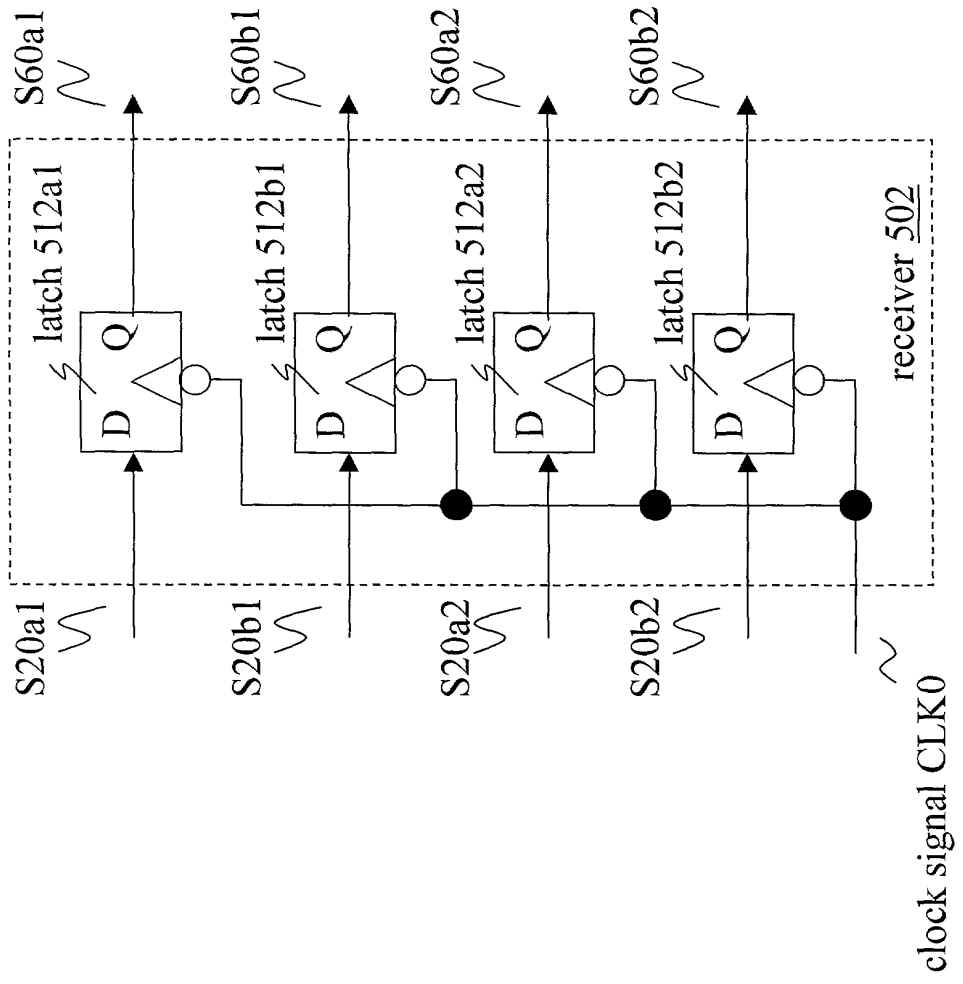 S20a1
latch 512a1
D
Q
S60a1
S20b1
latch 512b1
D
Q
S60b1
S20a2
latch 512a2
D
Q
S60a2
S20b2
latch 512b2
D
Q
S60b2
clock signal CLK0
receiver 502